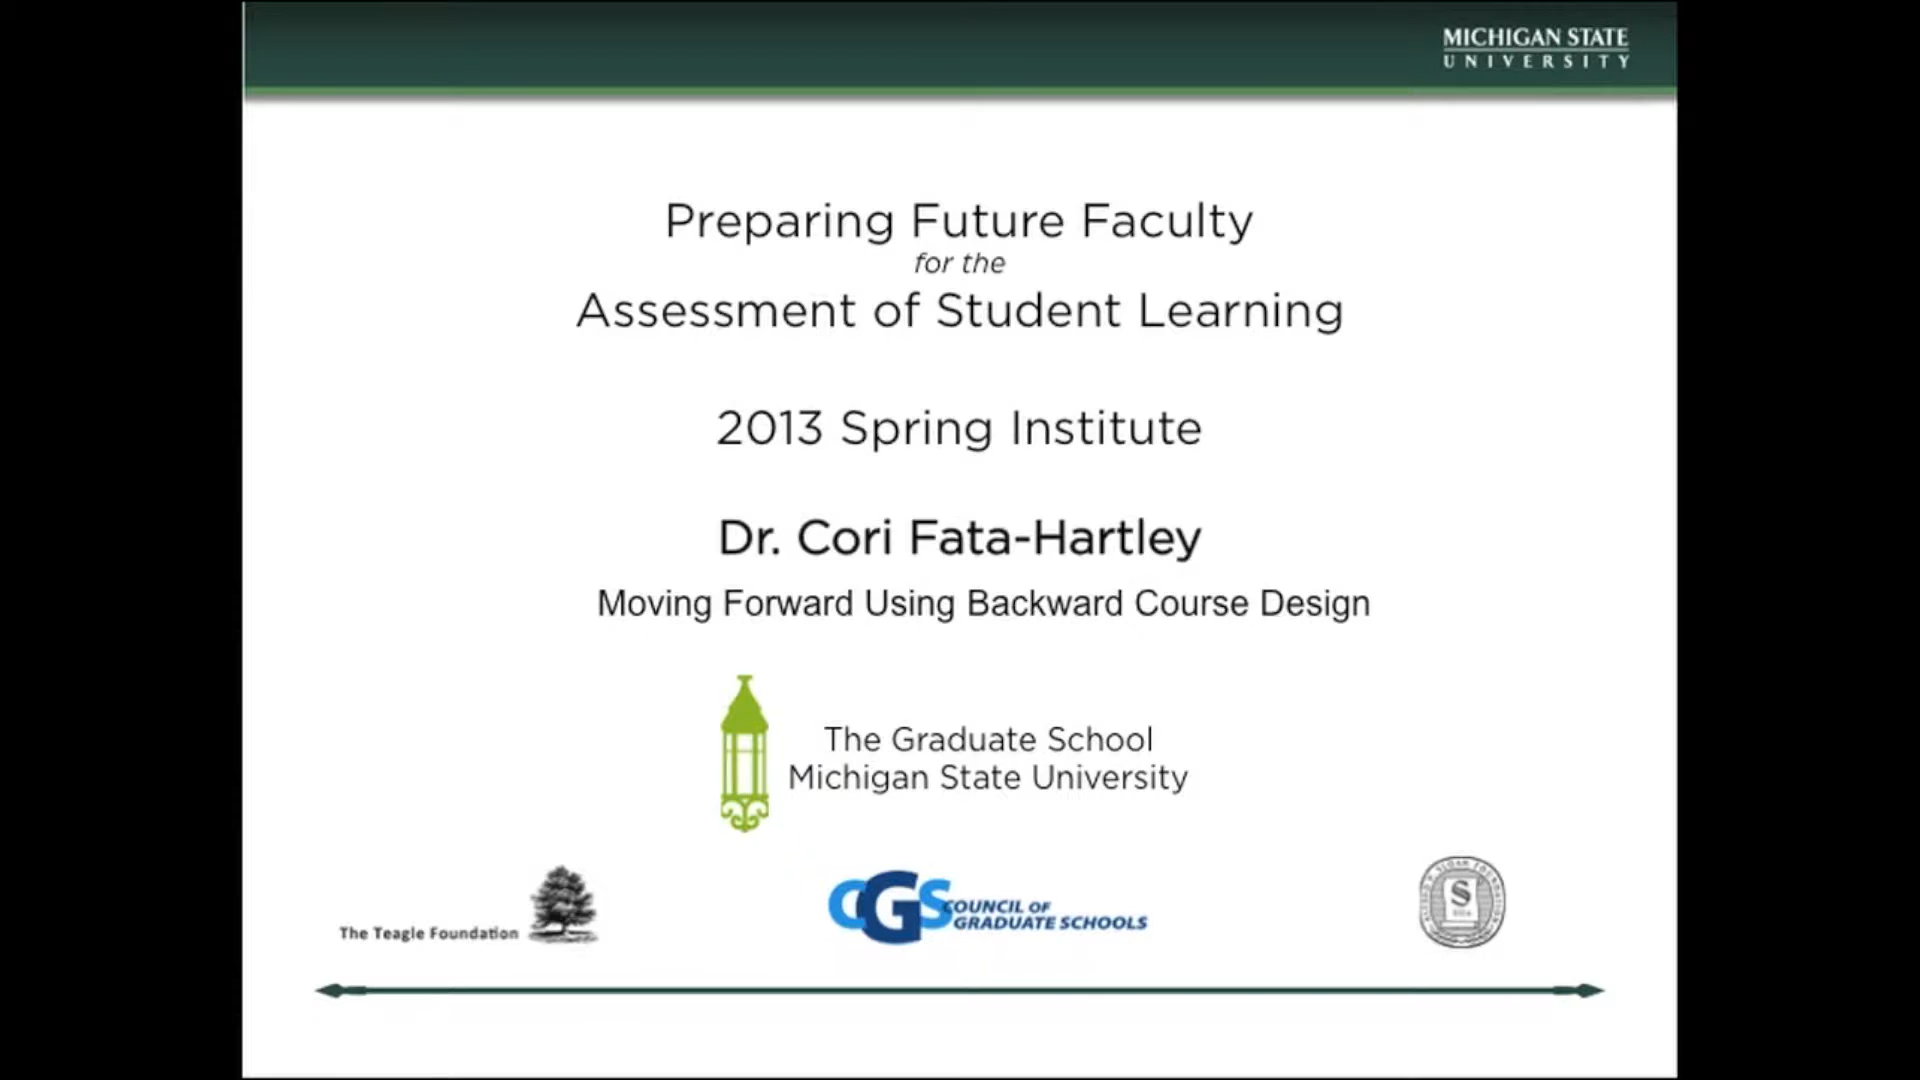 MICHIGAN STATE
UNIVERSITY
Preparing Future Faculty
for the
Assessment of Student Learning
2013 Spring Institute
Dr. Cori Fata-Hartley
Moving Forward Using Backward Course Design
The Graduate School
Michigan State University
The Teagle Foundation
CGS
COUNCIL OF
GRADUATE SCHOOLS
S